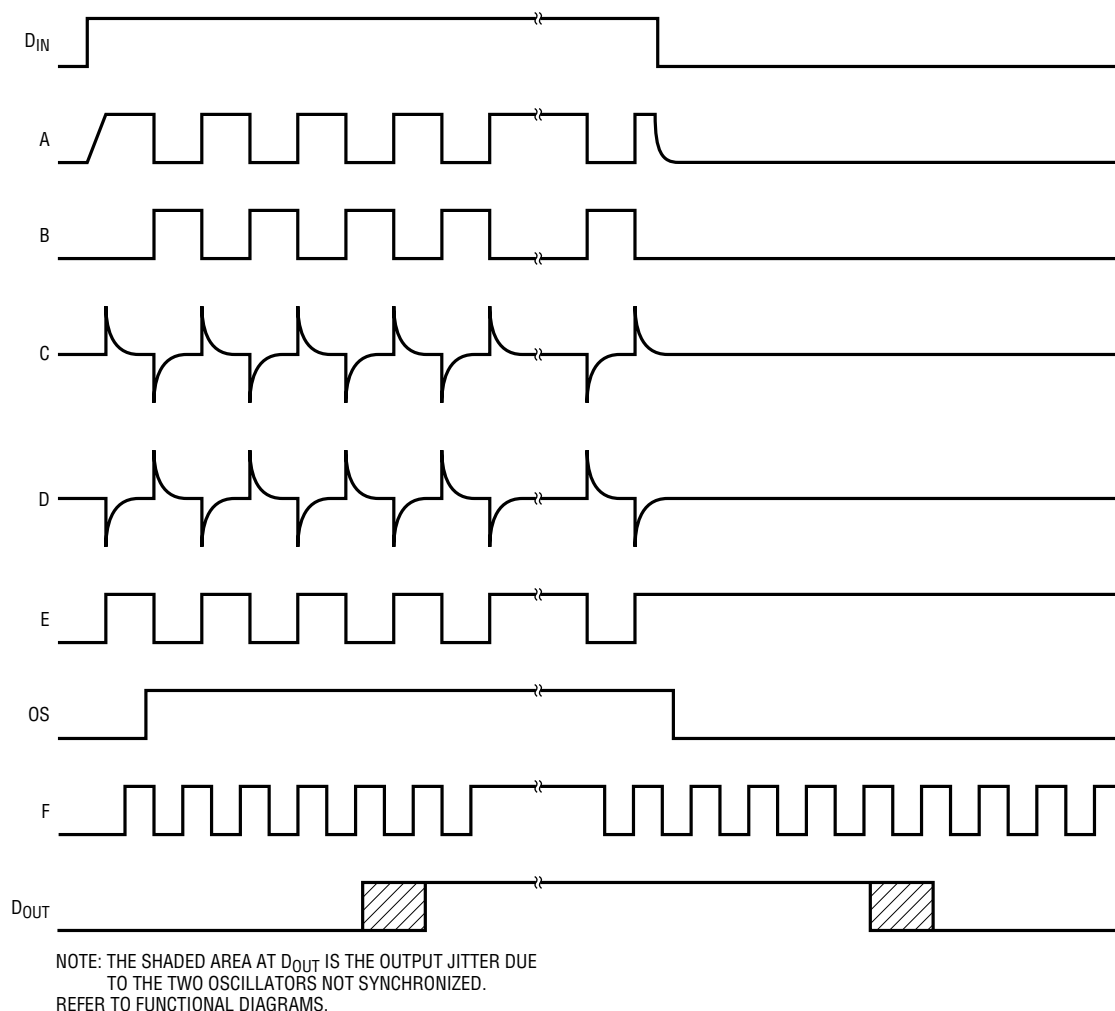 DIN
A
B
C
D
E
OS
F
DOUT
NOTE: THE SHADED AREA AT DOUT IS THE OUTPUT JITTER DUE
TO THE TWO OSCILLATORS NOT SYNCHRONIZED.
REFER TO FUNCTIONAL DIAGRAMS.